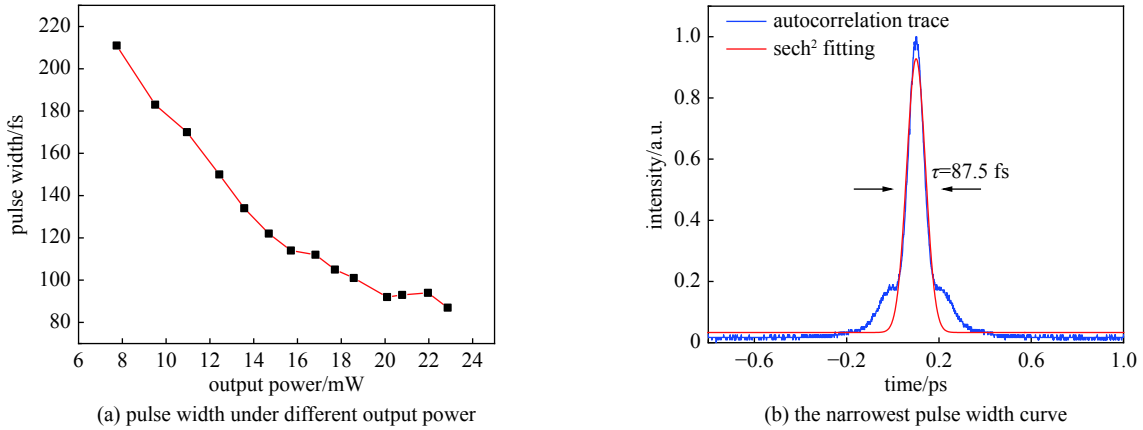 220
200
180
160
140
120
100
80
pulse width/fs
6 8 10 12 14 16 18 20 22 24
output power/mW
(a) pulse width under different output power
autocorrelation trace
sech² fitting
τ=87.5 fs
1.0
0.8
0.6
0.4
0.2
0
intensity/a.u.
−0.6 −0.2 0.2 0.6 1.0
time/ps
(b) the narrowest pulse width curve